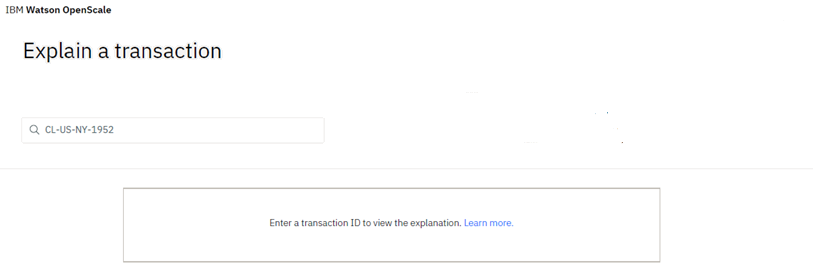 IBM Watson OpenScale
Explain a transaction
CL-US-NY-1952
Enter a transaction ID to view the explanation. Learn more.